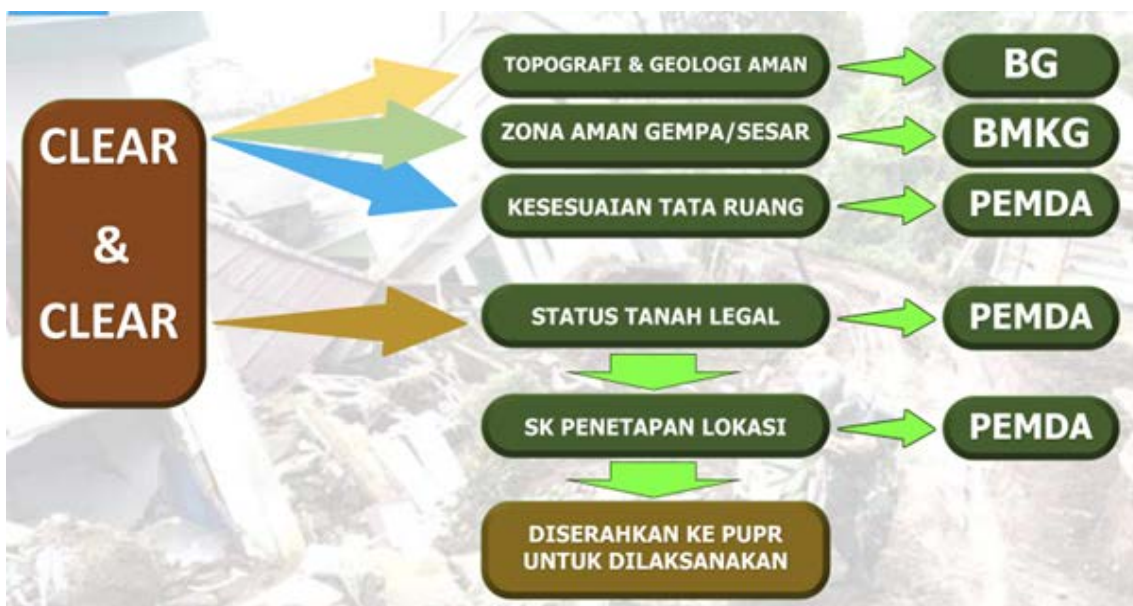 CLEAR
&
CLEAR
TOPOGRAFI & GEOLOGI AMAN
BG
ZONA AMAN GEMPA/SESAR
BMKG
KESESUAIAN TATA RUANG
PEMDA
STATUS TANAH LEGAL
PEMDA
SK PENETAPAN LOKASI
PEMDA
DISERAHKAN KE PUPR
UNTUK DILAKSANAKAN